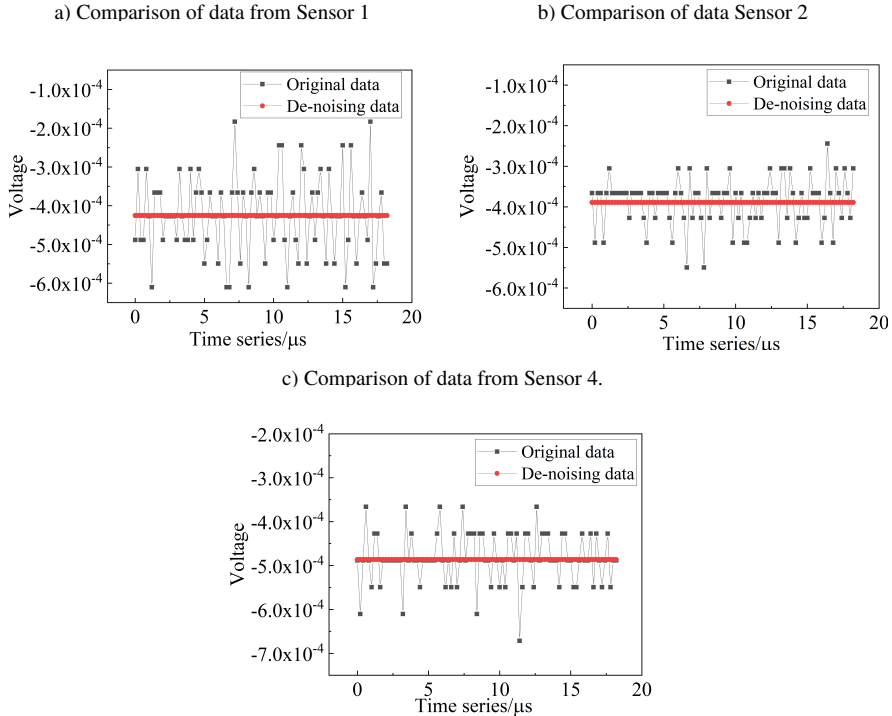 a) Comparison of data from Sensor 1
b) Comparison of data Sensor 2
Original data
De-noising data
-1.0x10⁻⁴
-2.0x10⁻⁴
-3.0x10⁻⁴
-4.0x10⁻⁴
-5.0x10⁻⁴
-6.0x10⁻⁴
Voltage
0 5 10 15 20
Time series/μs
Original data
De-noising data
-1.0x10⁻⁴
-2.0x10⁻⁴
-3.0x10⁻⁴
-4.0x10⁻⁴
-5.0x10⁻⁴
-6.0x10⁻⁴
Voltage
0 5 10 15 20
Time series/μs
c) Comparison of data from Sensor 4.
Original data
De-noising data
-2.0x10⁻⁴
-3.0x10⁻⁴
-4.0x10⁻⁴
-5.0x10⁻⁴
-6.0x10⁻⁴
-7.0x10⁻⁴
Voltage
0 5 10 15 20
Time series/μs